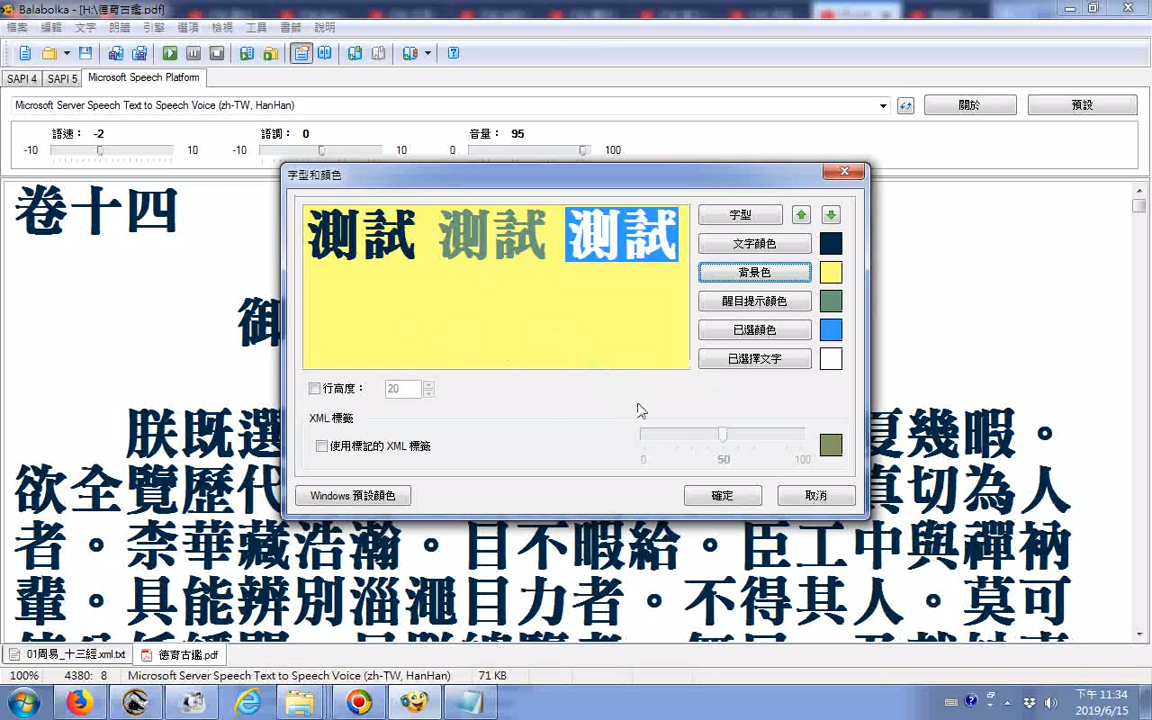 Balabolka - [H:\德育古鑑.pdf]
檔案 編輯 文字 朗讀 引擎 選項 檢視 工具 書籤 說明
SAPI 4 SAPI 5 Microsoft Speech Platform
Microsoft Server Speech Text to Speech Voice (zh-TW, HanHan)
關於 預設
語速： -2 語調： 0 音量： 95
-10 10 -10 10 0 100
字型和顏色
卷十四
測試 測試 測試
字型
文字顏色
背景色
醒目提示顏色
已選顏色
已選擇文字
御
行高度： 20
XML 標籤
使用標記的 XML 標籤
0 50 100
Windows 預設顏色 確定 取消
朕既選 夏幾暇。
欲全覽歷代 真切為人
者。柰華藏浩瀚。目不暇給。臣工中與禪衲
輩。具能辨別淄澠目力者。不得其人。莫可
01周易_十三經.xml.txt 德育古鑑.pdf
100% 4380: 8 Microsoft Server Speech Text to Speech Voice (zh-TW, HanHan) 71 KB
下午 11:34
2019/6/15